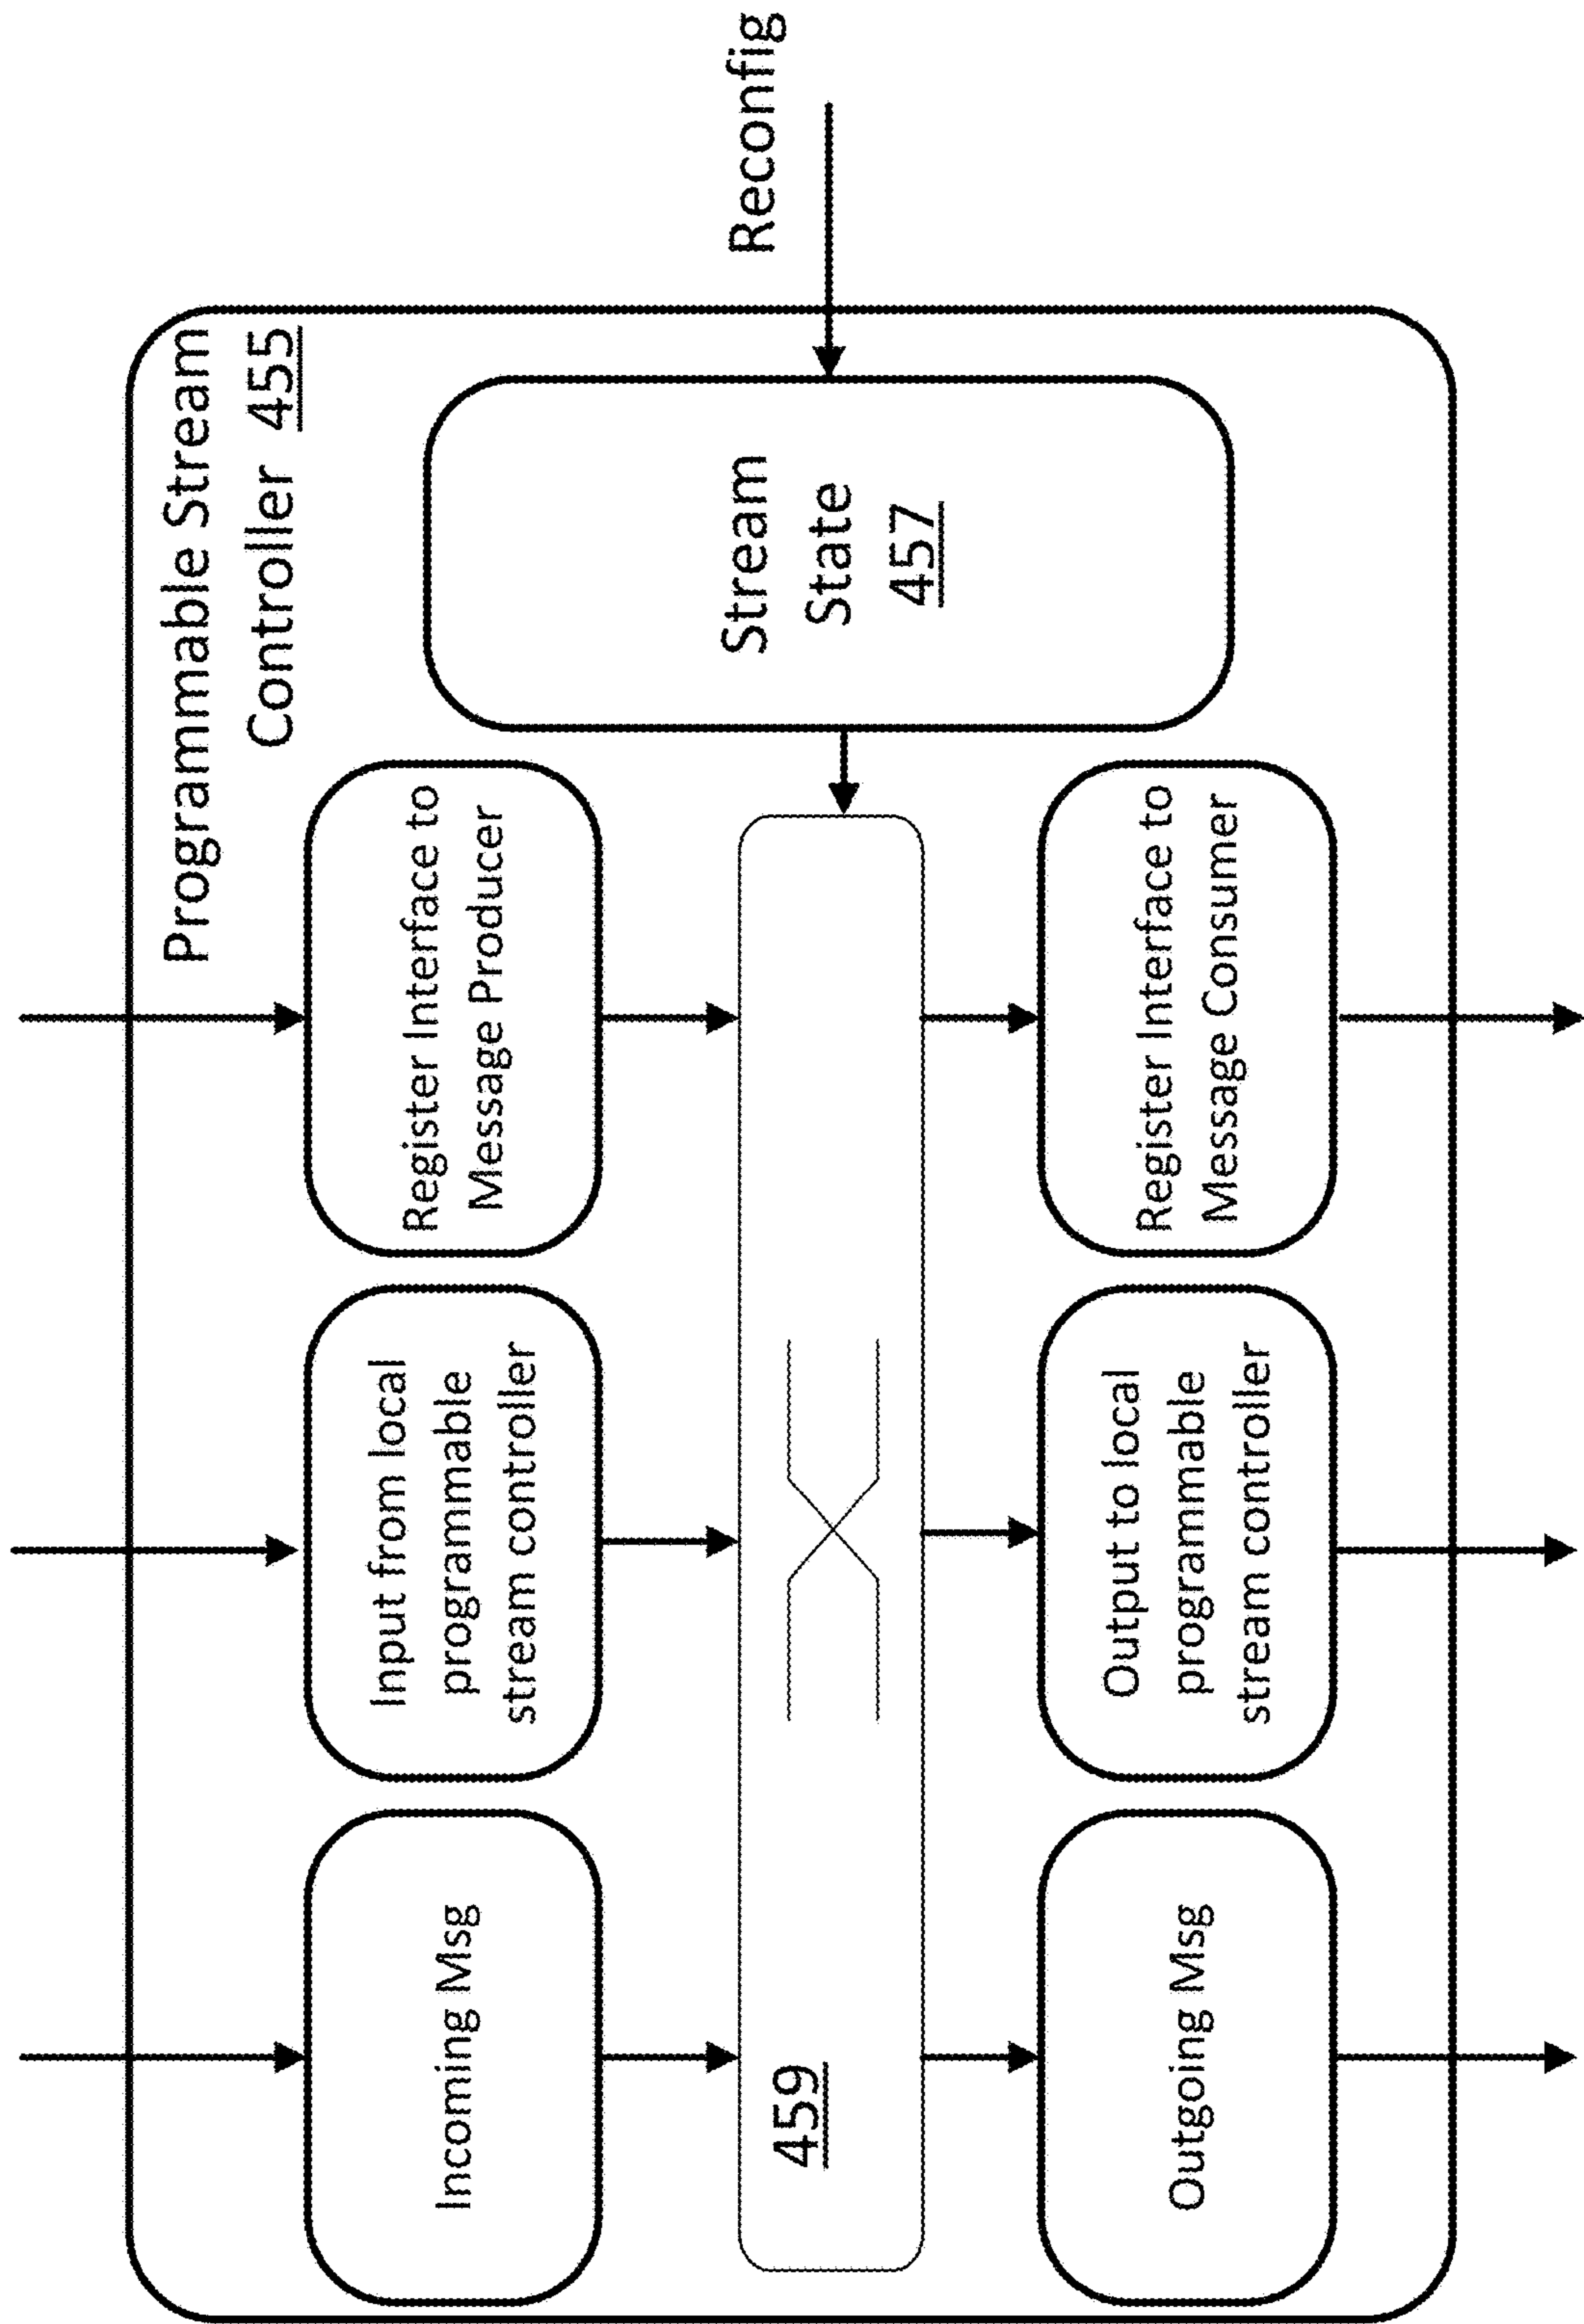 Programmable Stream
Controller 455
Incoming Msg
Input from local
programmable
stream controller
Register Interface to
Message Producer
459
Stream
State
457
Reconfig
Outgoing Msg
Output to local
programmable
stream controller
Register Interface to
Message Consumer